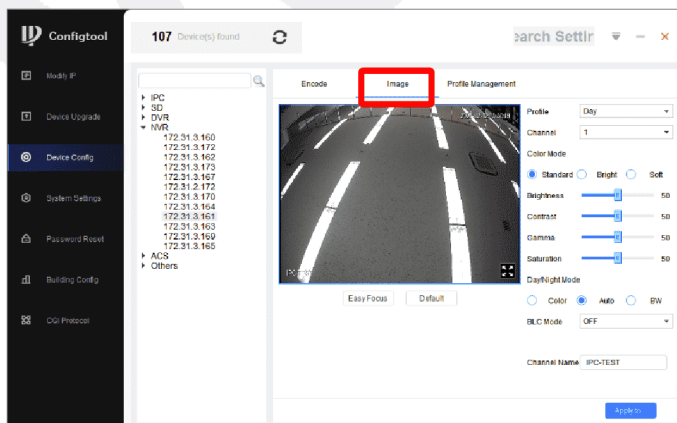 Configtool
107 Device(s) found
earch Settir
Modify IP
Device Upgrade
Device Config
System Settings
Password Reset
Building Config
CGI Protocol
IPC
SD
DVR
NVR
172.31.3.160
172.31.3.172
172.31.3.162
172.31.3.173
172.31.3.167
172.31.2.172
172.31.3.170
172.31.3.164
172.31.3.161
172.31.3.163
172.31.3.169
172.31.3.165
ACS
Others
Encode Image Profile Management
Easy Focus Default
Profile Day
Channel 1
Color Mode
Standard Bright Soft
Brightness 50
Contrast 50
Gamma 50
Saturation 50
Day/Night Mode
Color Auto BW
BLC Mode OFF
Channel Name IPC-TEST
Apply to